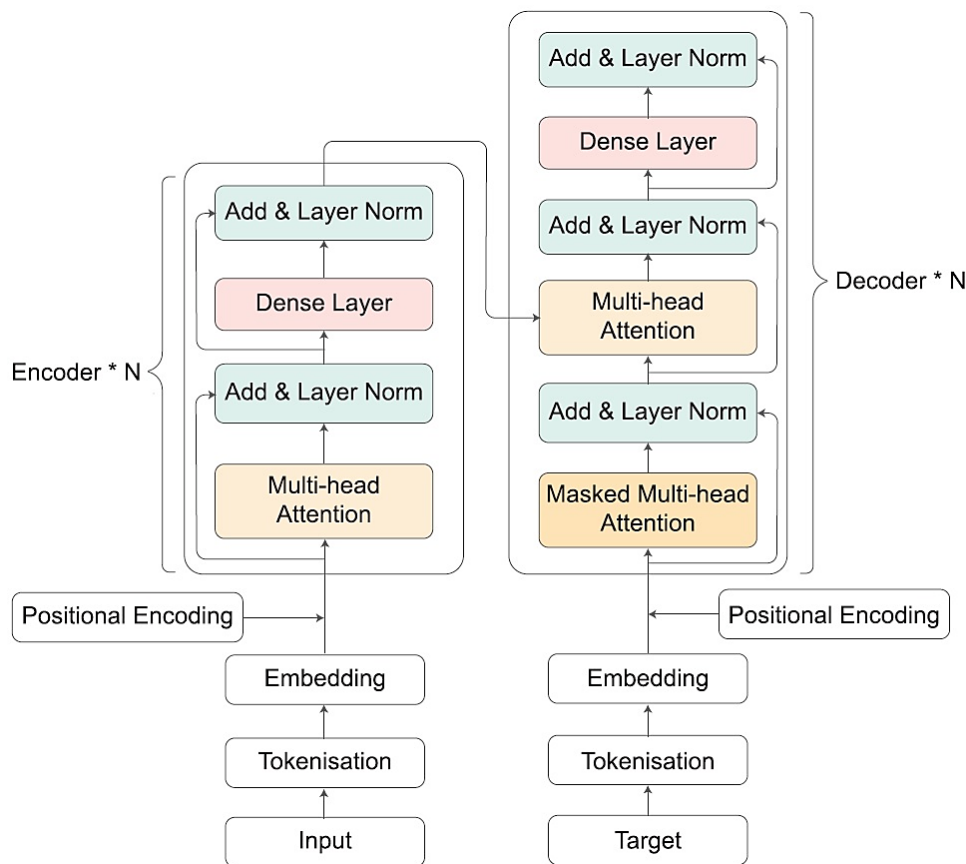 Add & Layer Norm
Dense Layer
Add & Layer Norm
Multi-head
Attention
Add & Layer Norm
Masked Multi-head
Attention
Decoder * N
Add & Layer Norm
Dense Layer
Add & Layer Norm
Multi-head
Attention
Encoder * N
Positional Encoding
Embedding
Tokenisation
Input
Positional Encoding
Embedding
Tokenisation
Target